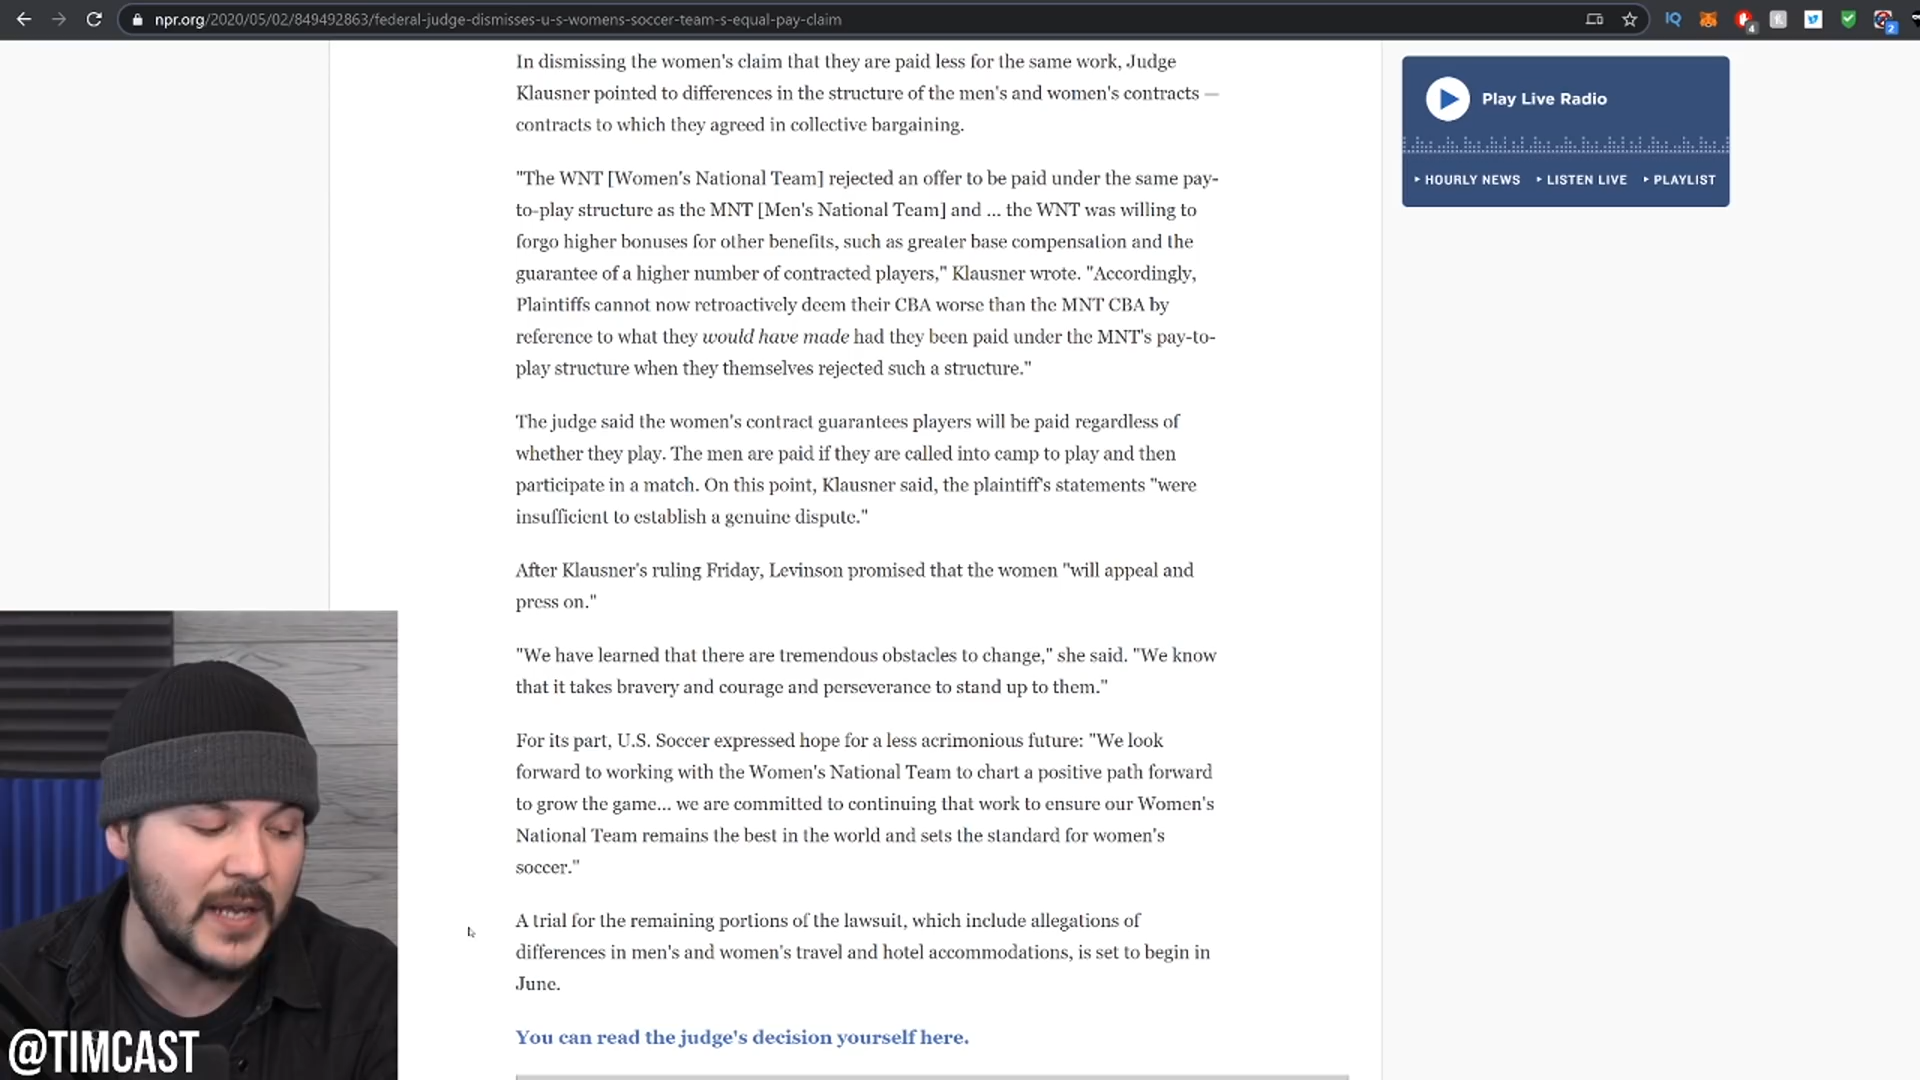 npr.org/2020/05/02/849492863/federal-judge-dismisses-u-s-womens-soccer-team-s-equal-pay-claim
4
2
In dismissing the women's claim that they are paid less for the same work, Judge
Klausner pointed to differences in the structure of the men's and women's contracts —
contracts to which they agreed in collective bargaining.
"The WNT [Women's National Team] rejected an offer to be paid under the same pay-
to-play structure as the MNT [Men's National Team] and ... the WNT was willing to
forgo higher bonuses for other benefits, such as greater base compensation and the
guarantee of a higher number of contracted players," Klausner wrote. "Accordingly,
Plaintiffs cannot now retroactively deem their CBA worse than the MNT CBA by
reference to what they would have made had they been paid under the MNT's pay-to-
play structure when they themselves rejected such a structure."
The judge said the women's contract guarantees players will be paid regardless of
whether they play. The men are paid if they are called into camp to play and then
participate in a match. On this point, Klausner said, the plaintiff's statements "were
insufficient to establish a genuine dispute."
After Klausner's ruling Friday, Levinson promised that the women "will appeal and
press on."
"We have learned that there are tremendous obstacles to change," she said. "We know
that it takes bravery and courage and perseverance to stand up to them."
For its part, U.S. Soccer expressed hope for a less acrimonious future: "We look
forward to working with the Women's National Team to chart a positive path forward
to grow the game... we are committed to continuing that work to ensure our Women's
National Team remains the best in the world and sets the standard for women's
soccer."
A trial for the remaining portions of the lawsuit, which include allegations of
differences in men's and women's travel and hotel accommodations, is set to begin in
June.
You can read the judge's decision yourself here.
Play Live Radio
HOURLY NEWS LISTEN LIVE PLAYLIST
@TIMCAST